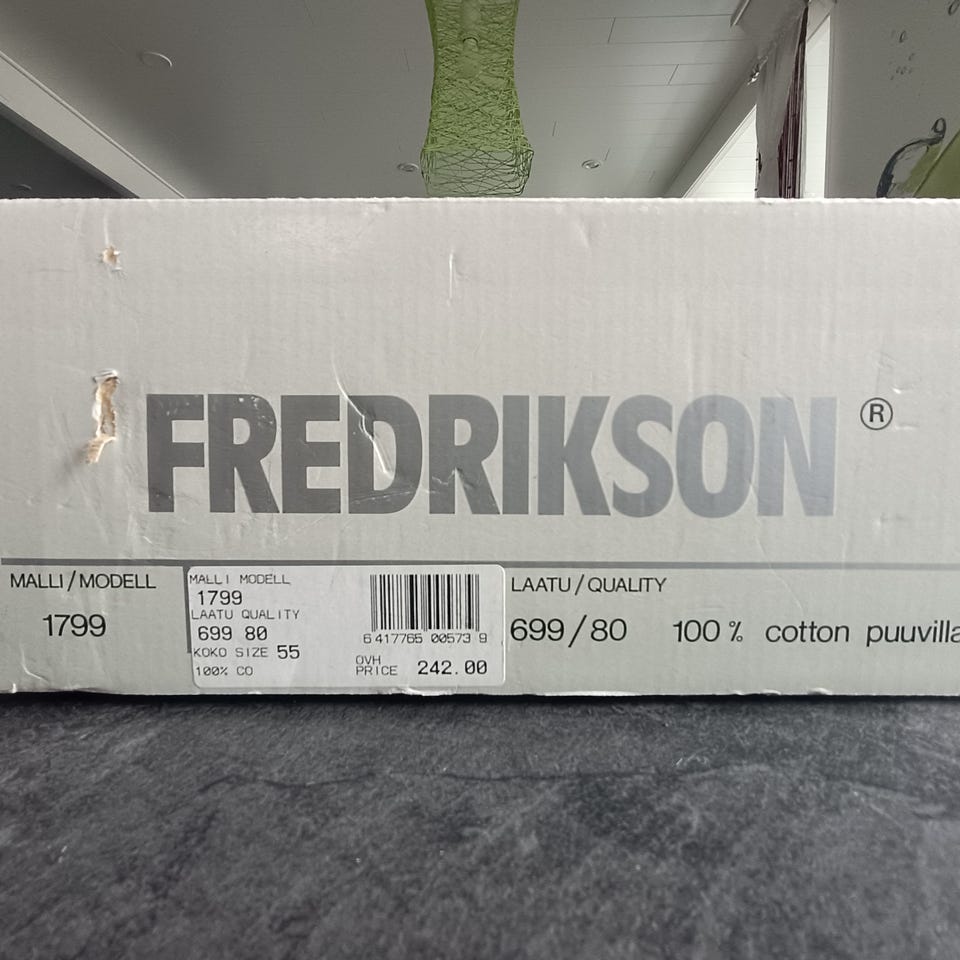 FREDRIKSON ®
MALLI/MODELL
1799
MALLI MODELL
1799
LAATU QUALITY
699 80
KOKO SIZE 55
100% CO
6 417765 00573 9
OVH
PRICE 242.00
LAATU/QUALITY
699/80 100 % cotton puuvilla